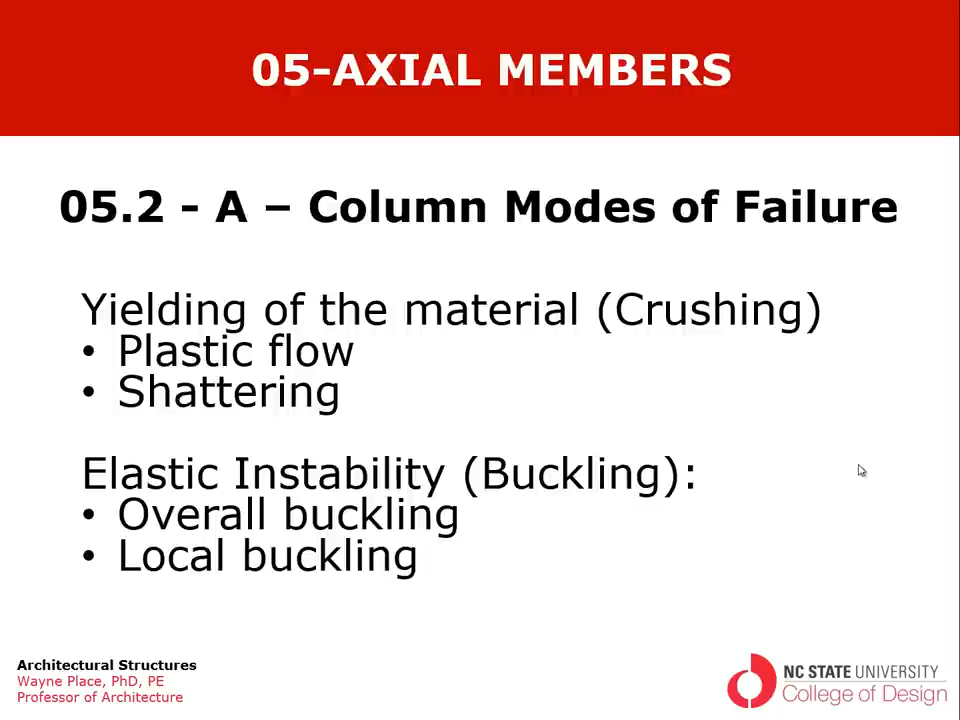 05-AXIAL MEMBERS
05.2 - A – Column Modes of Failure
Yielding of the material (Crushing)
• Plastic flow
• Shattering
Elastic Instability (Buckling):
• Overall buckling
• Local buckling
Architectural Structures
Wayne Place, PhD, PE
Professor of Architecture
NC STATE UNIVERSITY
College of Design